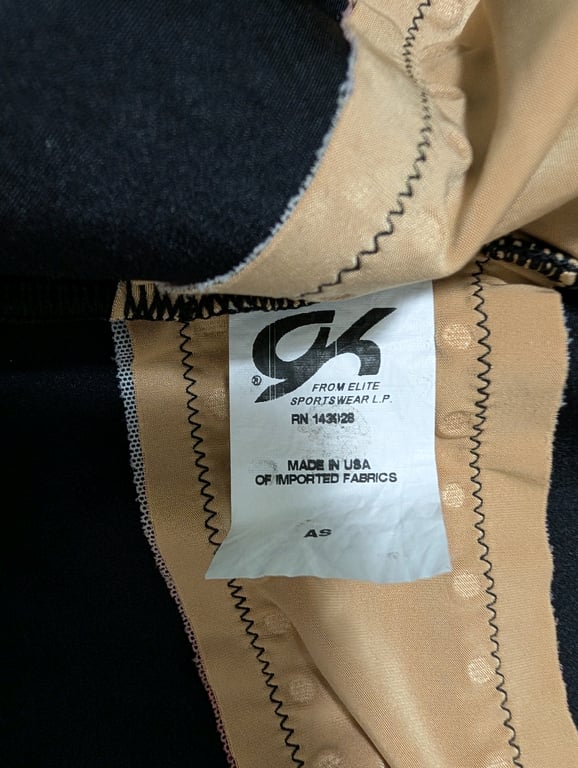 GK
®
FROM ELITE
SPORTSWEAR L.P.
RN 143028
MADE IN USA
OF IMPORTED FABRICS
AS